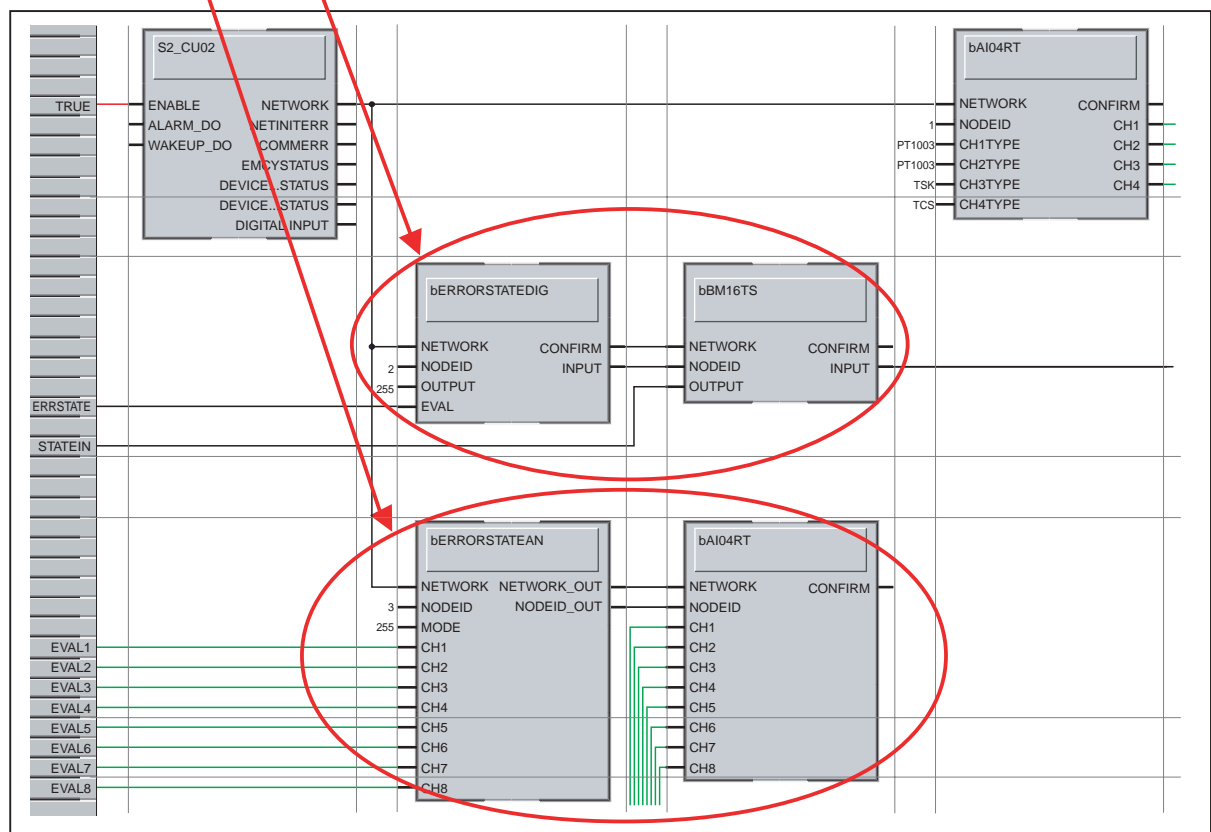 S2_CU02
bAI04RT
TRUE
ENABLE NETWORK
ALARM_DO NETINITERR
WAKEUP_DO COMMERR
EMCYSTATUS
DEVICE...STATUS
DEVICE...STATUS
DIGITAL INPUT
NETWORK CONFIRM
1 NODEID CH1
PT1003 CH1TYPE CH2
PT1003 CH2TYPE CH3
TSK CH3TYPE CH4
TCS CH4TYPE
bERRORSTATEDIG
bBM16TS
NETWORK CONFIRM
2 NODEID INPUT
255 OUTPUT
EVAL
NETWORK CONFIRM
NODEID INPUT
OUTPUT
ERRSTATE
STATEIN
bERRORSTATEAN
bAI04RT
NETWORK NETWORK_OUT
3 NODEID NODEID_OUT
255 MODE
EVAL1 CH1
EVAL2 CH2
EVAL3 CH3
EVAL4 CH4
EVAL5 CH5
EVAL6 CH6
EVAL7 CH7
EVAL8 CH8
NETWORK CONFIRM
NODEID
CH1
CH2
CH3
CH4
CH5
CH6
CH7
CH8